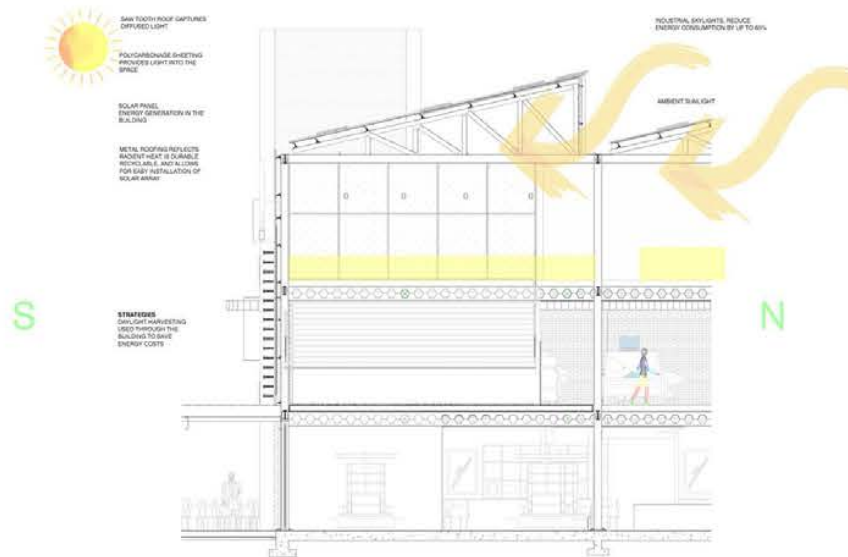 SAW TOOTH ROOF CAPTURES
DIFFUSED LIGHT
POLYCARBONAGE SHEETING
PROVIDES LIGHT INTO THE
SPACE
SOLAR PANEL
ENERGY GENERATION IN THE
BUILDING
METAL ROOFING REFLECTS
RADIENT HEAT, IS DURABLE
RECYCLABLE, AND ALLOWS
FOR EASY INSTALLATION OF
SOLAR ARRAY
STRATEGIES
DAYLIGHT HARVESTING
USED THROUGH THE
BUILDING TO SAVE
ENERGY COSTS
S
INDUSTRIAL SKYLIGHTS, REDUCE
ENERGY CONSUMPTION BY UP TO 60%
AMBIENT SUNLIGHT
N